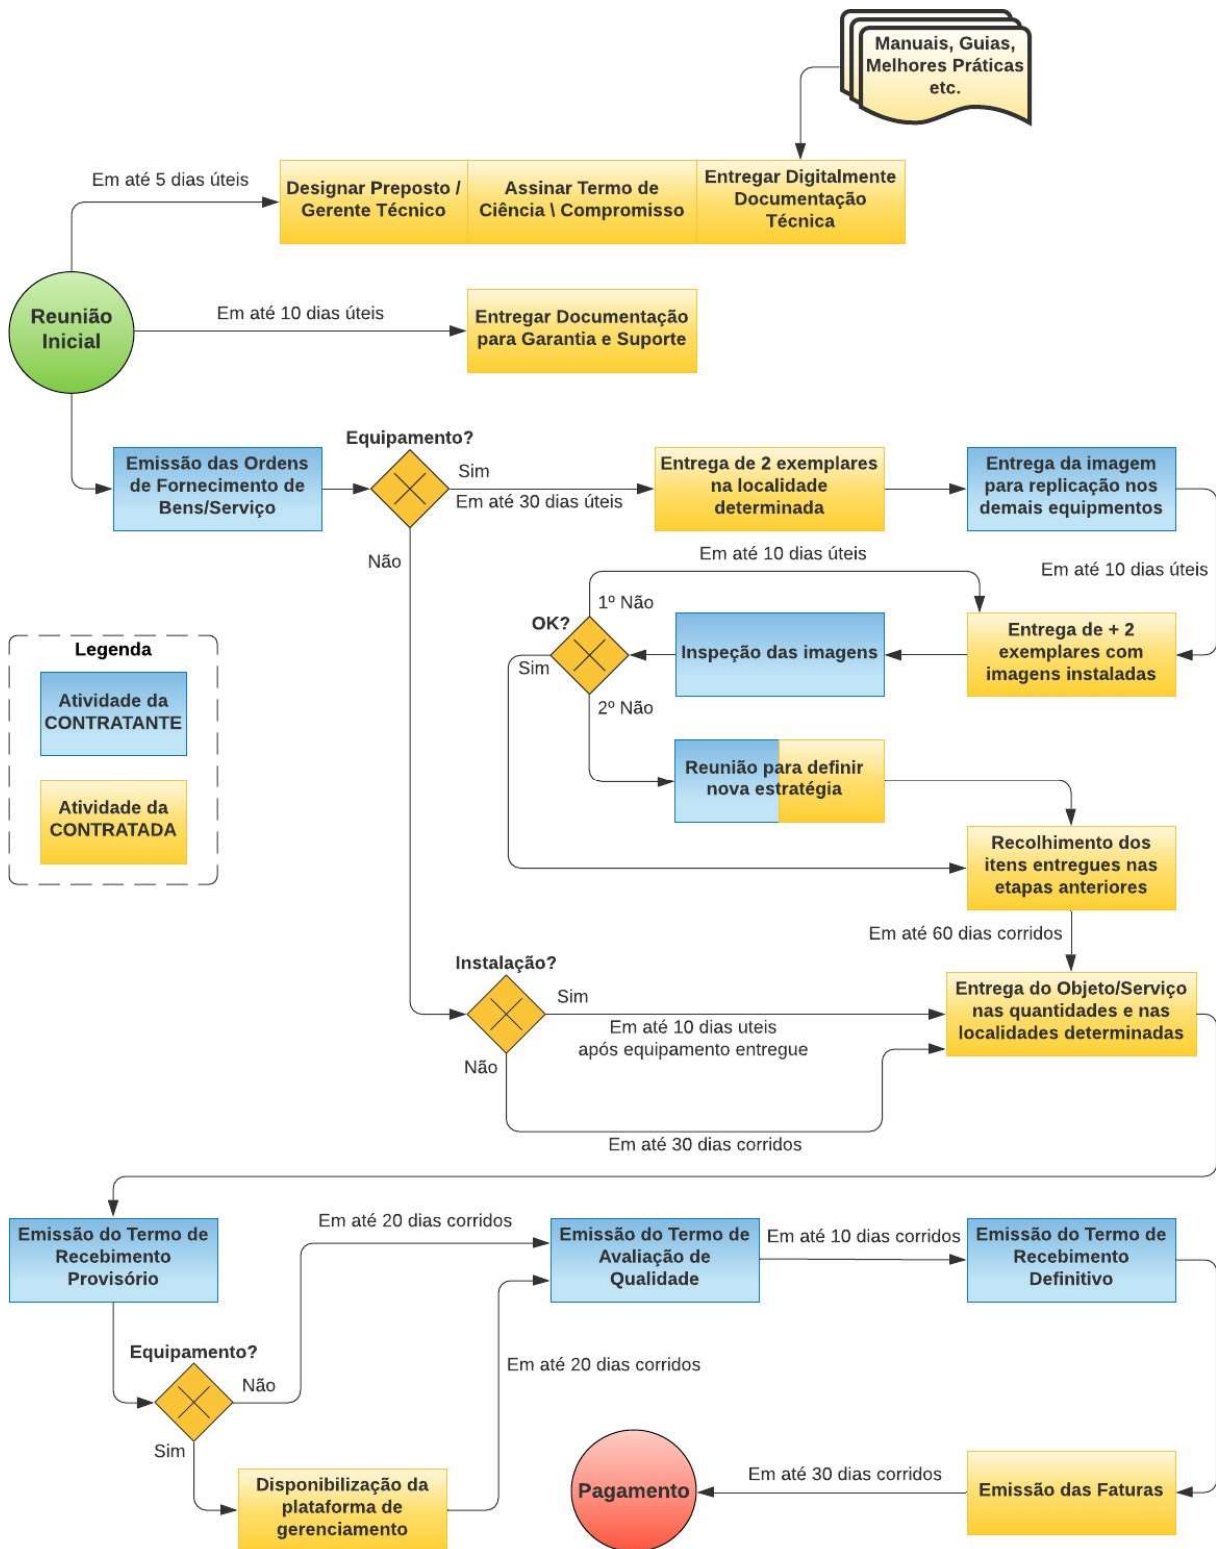 Manuais, Guias,
Melhores Práticas
etc.
Em até 5 dias úteis
Designar Preposto /
Gerente Técnico
Assinar Termo de
Ciência \ Compromisso
Entregar Digitalmente
Documentação
Técnica
Reunião
Inicial
Em até 10 dias úteis
Entregar Documentação
para Garantia e Suporte
Emissão das Ordens
de Fornecimento de
Bens/Serviço
Equipamento?
Sim
Em até 30 dias úteis
Não
Entrega de 2 exemplares
na localidade
determinada
Entrega da imagem
para replicação nos
demais equipmentos
Em até 10 dias úteis
Em até 10 dias úteis
1º Não
OK?
Sim
2º Não
Inspeção das imagens
Entrega de + 2
exemplares com
imagens instaladas
Legenda
Atividade da
CONTRATANTE
Atividade da
CONTRATADA
Reunião para definir
nova estratégia
Recolhimento dos
itens entregues nas
etapas anteriores
Em até 60 dias corridos
Instalação?
Sim
Em até 10 dias uteis
após equipamento entregue
Não
Em até 30 dias corridos
Entrega do Objeto/Serviço
nas quantidades e nas
localidades determinadas
Emissão do Termo de
Recebimento
Provisório
Em até 20 dias corridos
Emissão do Termo de
Avaliação de
Qualidade
Em até 10 dias corridos
Emissão do Termo de
Recebimento
Definitivo
Equipamento?
Não
Sim
Em até 20 dias corridos
Disponibilização da
plataforma de
gerenciamento
Pagamento
Em até 30 dias corridos
Emissão das Faturas